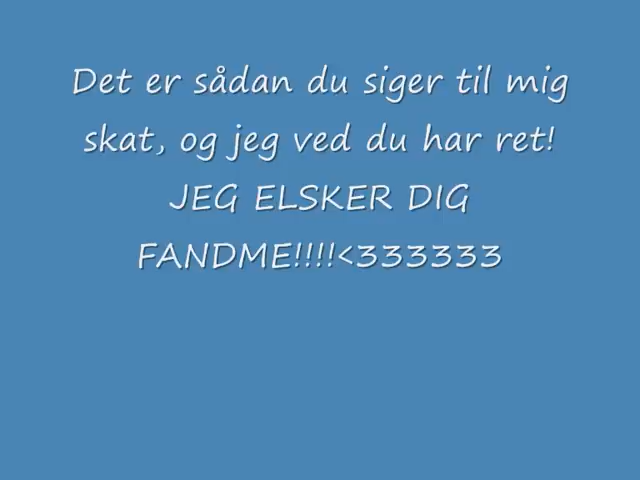 Det er sådan du siger til mig
skat, og jeg ved du har ret!
JEG ELSKER DIG
FANDME!!!!<333333